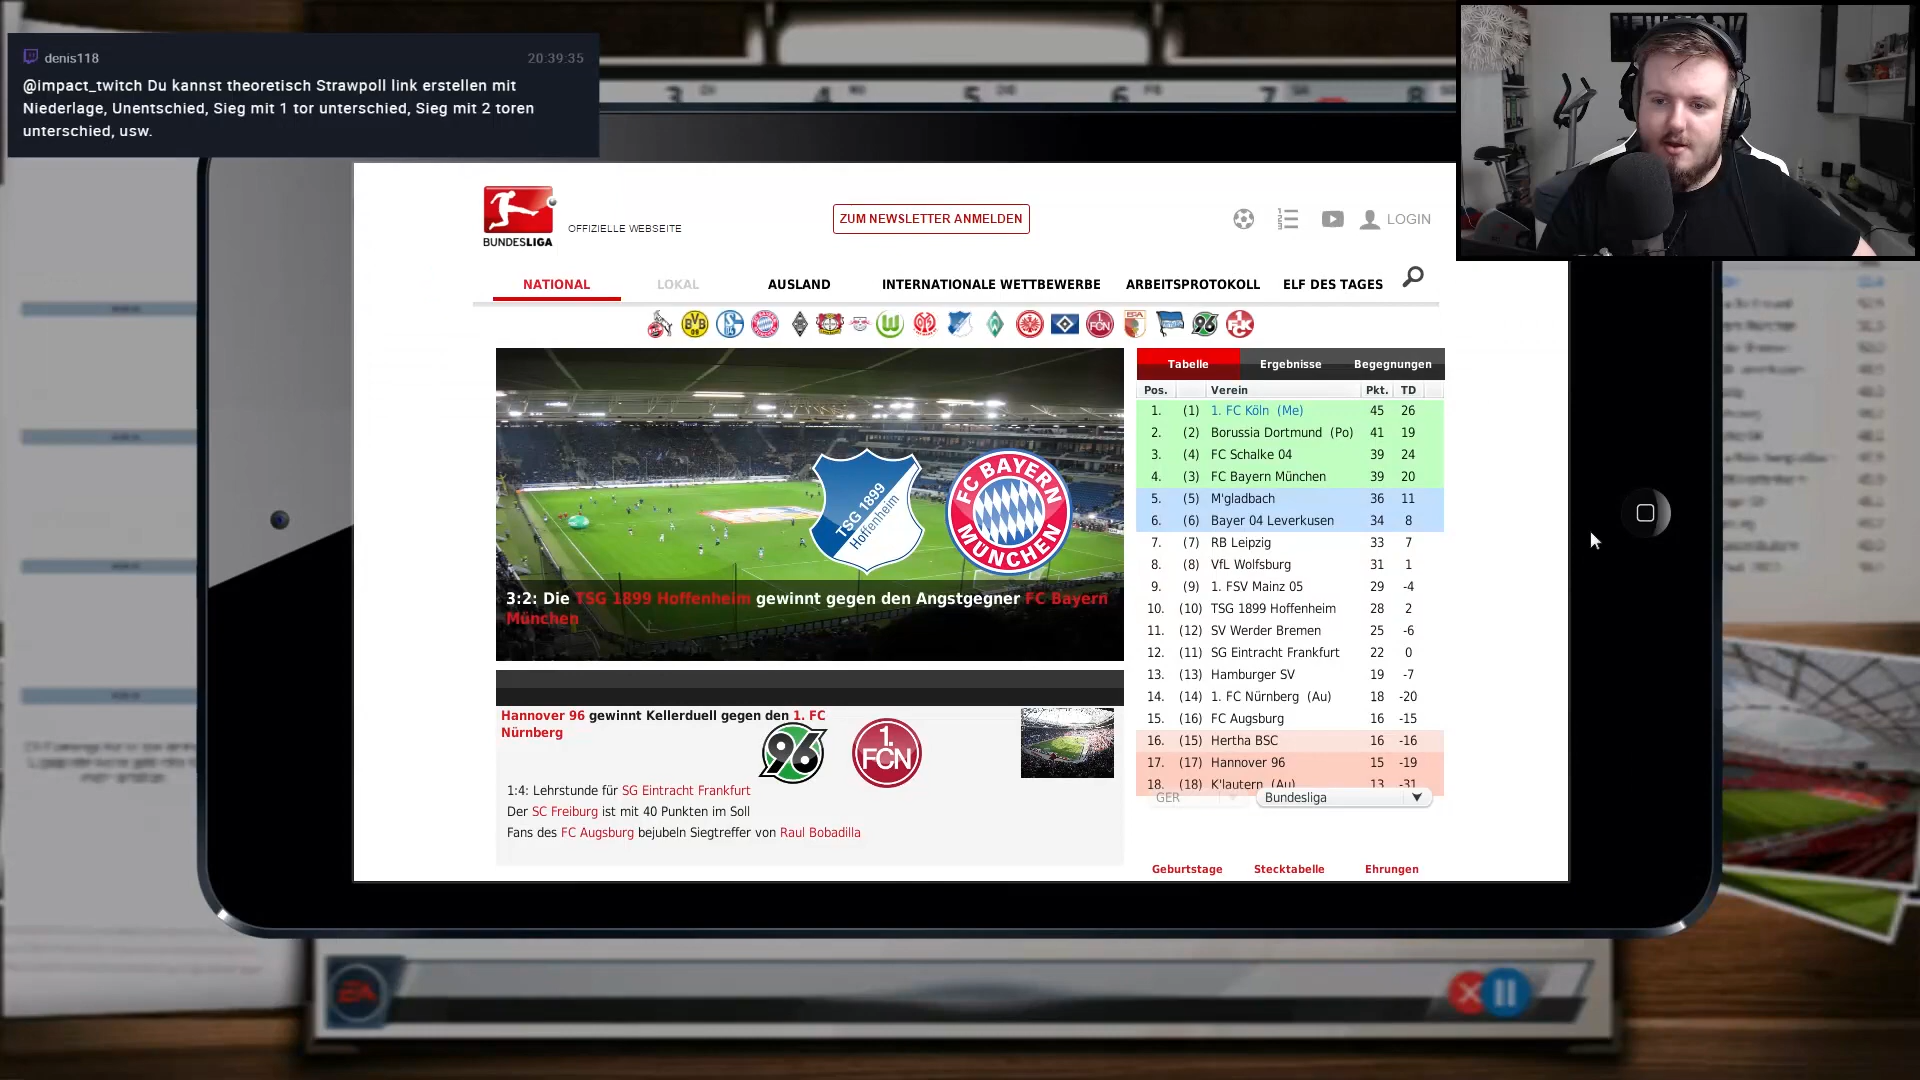 denis118 20:39:35
@impact_twitch Du kannst theoretisch Strawpoll link erstellen mit
Niederlage, Unentschied, Sieg mit 1 tor unterschied, Sieg mit 2 toren
unterschied, usw.
BUNDESLIGA
OFFIZIELLE WEBSEITE
ZUM NEWSLETTER ANMELDEN
LOGIN
NATIONAL LOKAL AUSLAND INTERNATIONALE WETTBEWERBE ARBEITSPROTOKOLL ELF DES TAGES
TSG 1899 Hoffenheim
FC BAYERN MÜNCHEN
3:2: Die TSG 1899 Hoffenheim gewinnt gegen den Angstgegner FC Bayern
München
Hannover 96 gewinnt Kellerduell gegen den 1. FC
Nürnberg
96
1. FCN
1:4: Lehrstunde für SG Eintracht Frankfurt
Der SC Freiburg ist mit 40 Punkten im Soll
Fans des FC Augsburg bejubeln Siegtreffer von Raul Bobadilla
Tabelle Ergebnisse Begegnungen
Pos. Verein Pkt. TD
1. (1) 1. FC Köln (Me) 45 26
2. (2) Borussia Dortmund (Po) 41 19
3. (4) FC Schalke 04 39 24
4. (3) FC Bayern München 39 20
5. (5) M'gladbach 36 11
6. (6) Bayer 04 Leverkusen 34 8
7. (7) RB Leipzig 33 7
8. (8) VfL Wolfsburg 31 1
9. (9) 1. FSV Mainz 05 29 -4
10. (10) TSG 1899 Hoffenheim 28 2
11. (12) SV Werder Bremen 25 -6
12. (11) SG Eintracht Frankfurt 22 0
13. (13) Hamburger SV 19 -7
14. (14) 1. FC Nürnberg (Au) 18 -20
15. (16) FC Augsburg 16 -15
16. (15) Hertha BSC 16 -16
17. (17) Hannover 96 15 -19
18. (18) K'lautern (Au) 13 -31
GER Bundesliga
Geburtstage Stecktabelle Ehrungen
EA